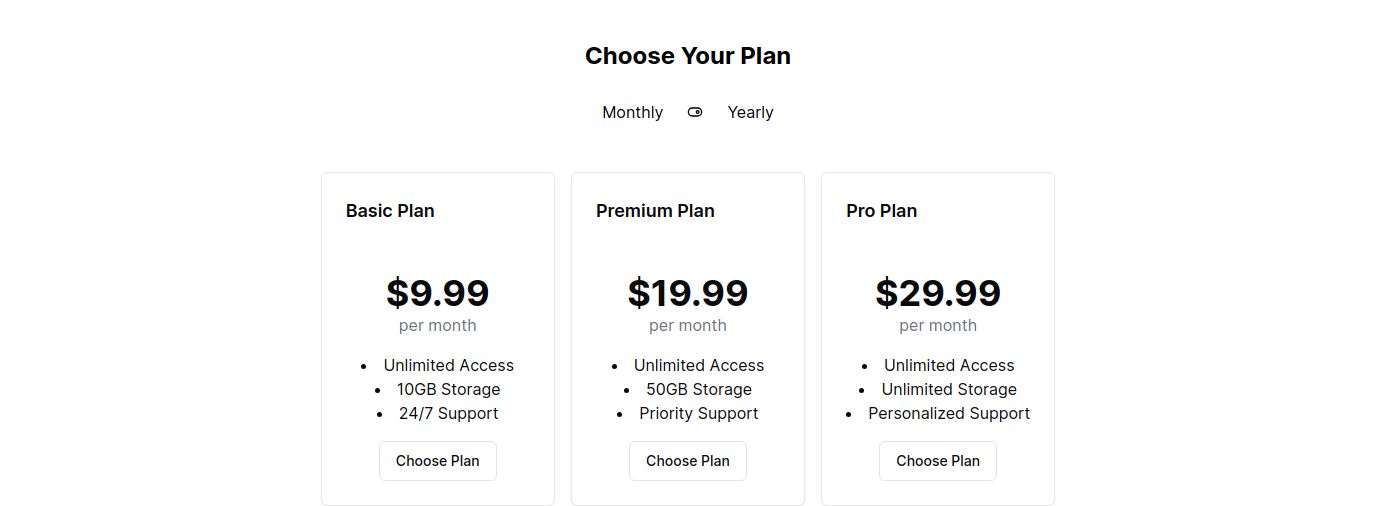 Choose Your Plan
Monthly Yearly
Basic Plan
$9.99
per month
• Unlimited Access
• 10GB Storage
• 24/7 Support
Choose Plan
Premium Plan
$19.99
per month
• Unlimited Access
• 50GB Storage
• Priority Support
Choose Plan
Pro Plan
$29.99
per month
• Unlimited Access
• Unlimited Storage
• Personalized Support
Choose Plan